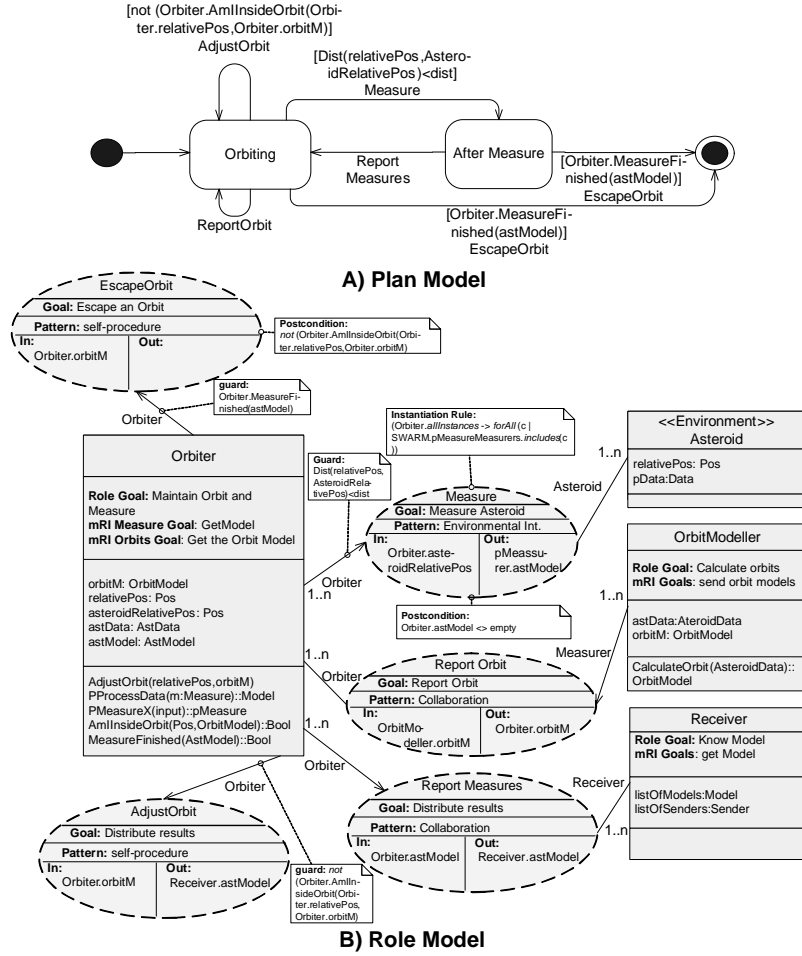 [not (Orbiter.AmIInsideOrbit(Orbi-
ter.relativePos,Orbiter.orbitM)]
AdjustOrbit
[Dist(relativePos,Astero-
idRelativePos)<dist]
Measure
Orbiting
After Measure
Report
Measures
[Orbiter.MeasureFi-
nished(astModel)]
EscapeOrbit
ReportOrbit
[Orbiter.MeasureFi-
nished(astModel)]
EscapeOrbit
A) Plan Model
EscapeOrbit
Goal: Escape an Orbit
Pattern: self-procedure
In:
Orbiter.orbitM
Out:
Postcondition:
not (Orbiter.AmIInsideOrbit(Orbi-
ter.relativePos,Orbiter.orbitM)
guard:
Orbiter.MeasureFi-
nished(astModel)
Orbiter
Orbiter
Role Goal: Maintain Orbit and
Measure
mRI Measure Goal: GetModel
mRI Orbits Goal: Get the Orbit Model
orbitM: OrbitModel
relativePos: Pos
asteroidRelativePos: Pos
astData: AstData
astModel: AstModel
AdjustOrbit(relativePos,orbitM)
PProcessData(m:Measure)::Model
PMeasureX(input)::pMeasure
AmIInsideOrbit(Pos,OrbitModel)::Bool
MeasureFinished(AstModel)::Bool
Guard:
Dist(relativePos,
AsteroidRela-
tivePos)<dist
Orbiter
1..n
Instantiation Rule:
(Orbiter.allInstances -> forAll (c |
SWARM.pMeasureMeasurers.includes(c
))
Measure
Goal: Measure Asteroid
Pattern: Environmental Int.
In:
Orbiter.aste-
roidRelativePos
Out:
pMeassu-
rer.astModel
Postcondition:
Orbiter.astModel <> empty
Asteroid
1..n
<<Environment>>
Asteroid
relativePos: Pos
pData:Data
OrbitModeller
Role Goal: Calculate orbits
mRI Goals: send orbit models
astData:AteroidData
orbitM: OrbitModel
CalculateOrbit(AsteroidData)::
OrbitModel
1..n
Measurer
1..n
Orbiter
Report Orbit
Goal: Report Orbit
Pattern: Collaboration
In:
OrbitMo-
deller.orbitM
Out:
Orbiter.orbitM
Receiver
Role Goal: Know Model
mRI Goals: get Model
listOfModels:Model
listOfSenders:Sender
1..n
Orbiter
Report Measures
Goal: Distribute results
Pattern: Collaboration
In:
Orbiter.astModel
Out:
Receiver.astModel
Receiver
1..n
Orbiter
AdjustOrbit
Goal: Distribute results
Pattern: self-procedure
In:
Orbiter.orbitM
Out:
Receiver.astModel
guard: not
(Orbiter.AmIIn-
sideOrbit(Orbi-
ter.relativePos,
Orbiter.orbitM)
B) Role Model